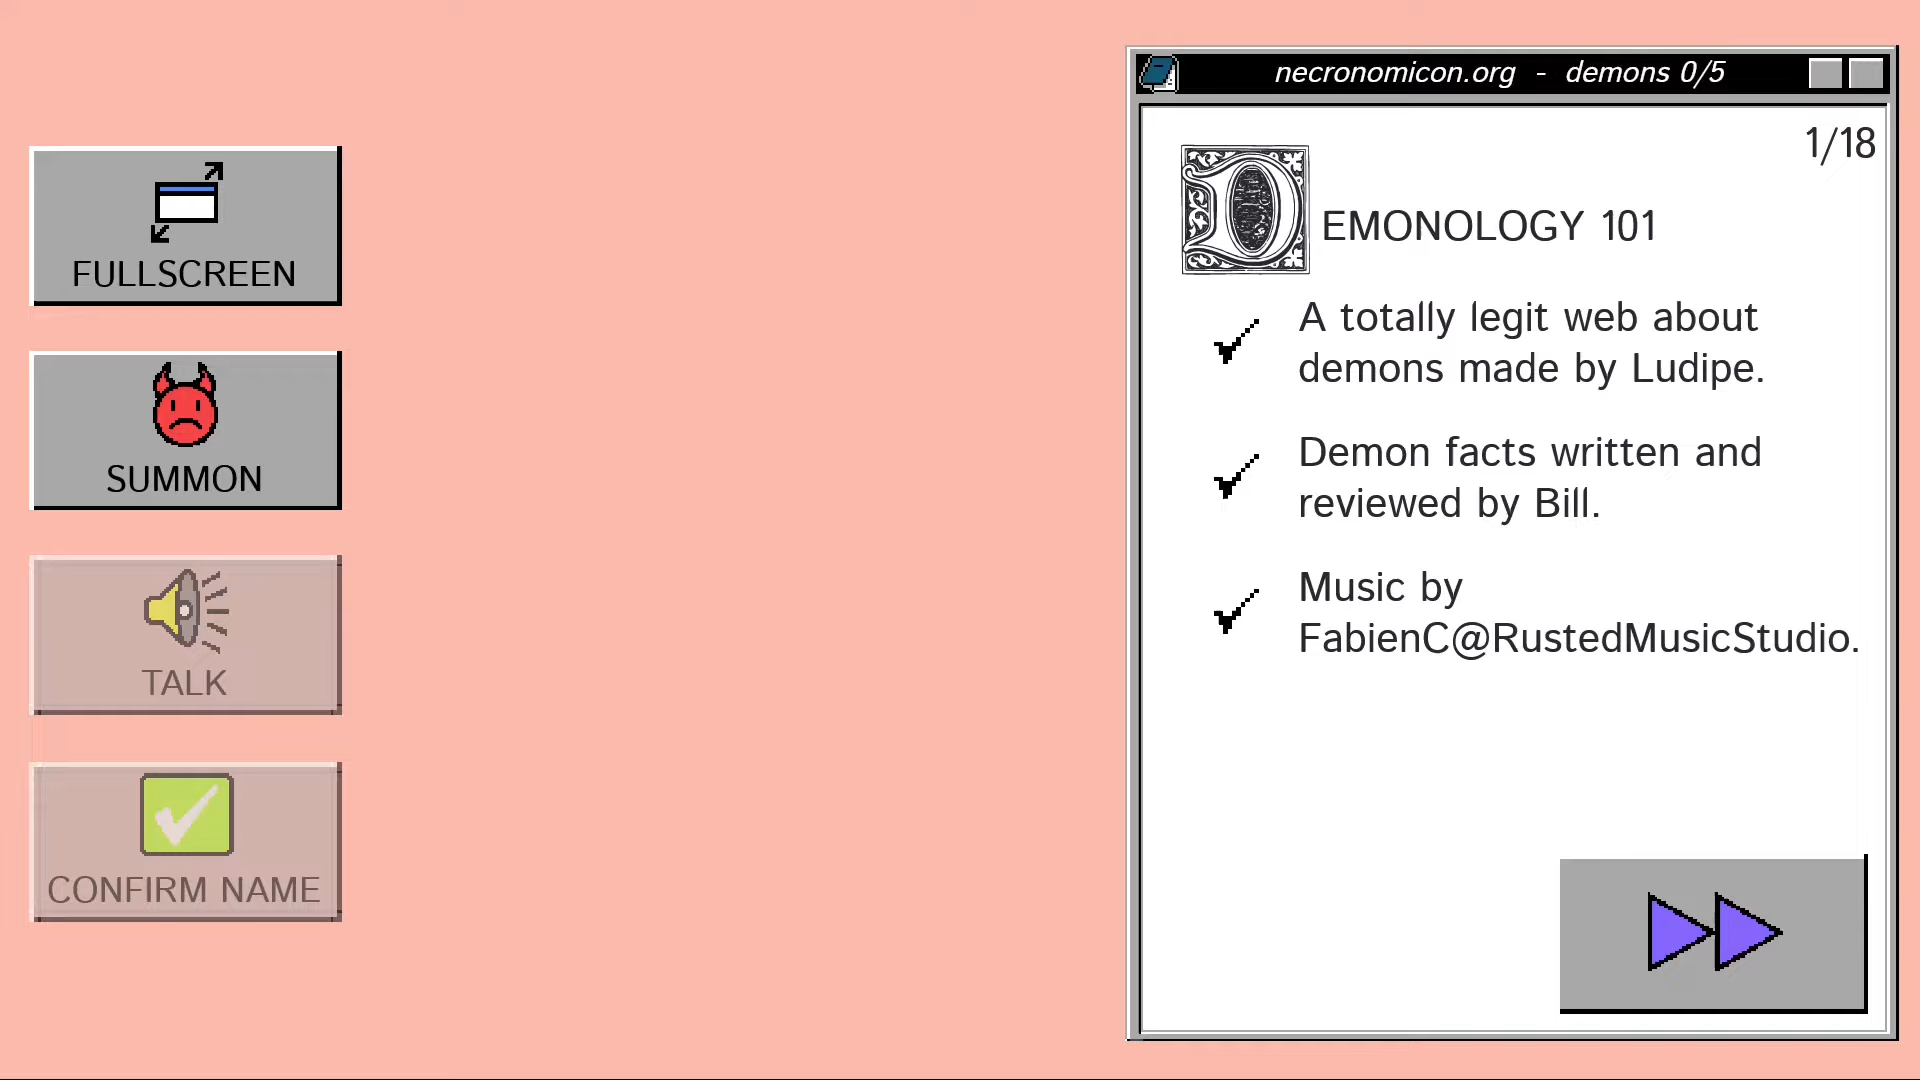 FULLSCREEN
SUMMON
TALK
CONFIRM NAME
necronomicon.org - demons 0/5
1/18
DEMONOLOGY 101
A totally legit web about
demons made by Ludipe.
Demon facts written and
reviewed by Bill.
Music by
FabienC@RustedMusicStudio.